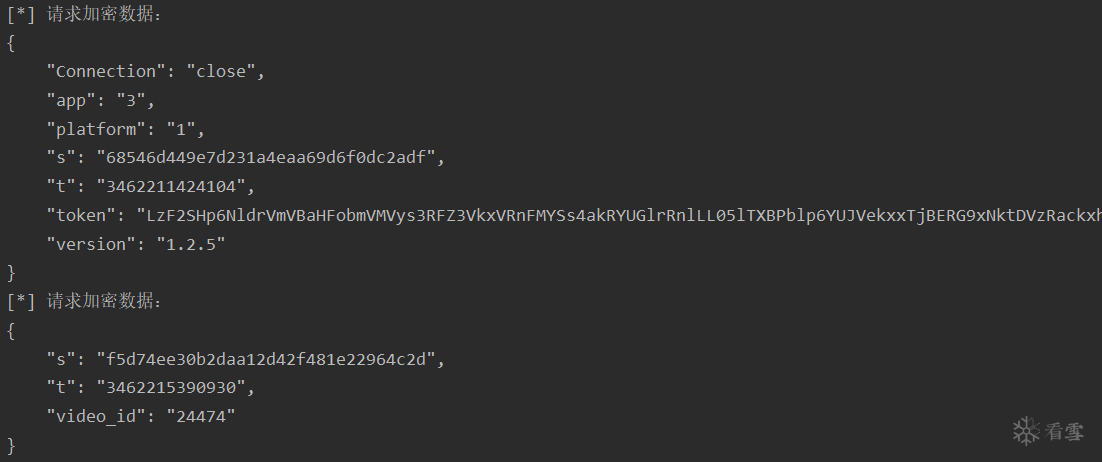 [*] 请求加密数据:
{
    "Connection": "close",
    "app": "3",
    "platform": "1",
    "s": "68546d449e7d231a4eaa69d6f0dc2adf",
    "t": "3462211424104",
    "token": "LzF2SHp6NldrVmVBaHFobmVMVys3RFZ3VkxVRnFMYSs4akRYUGlrRnlLL05lTXBPblp6YUJVekxxTjBERG9xNktDVzRackxh
    "version": "1.2.5"
}
[*] 请求加密数据:
{
    "s": "f5d74ee30b2daa12d42f481e22964c2d",
    "t": "3462215390930",
    "video_id": "24474"
}
看雪